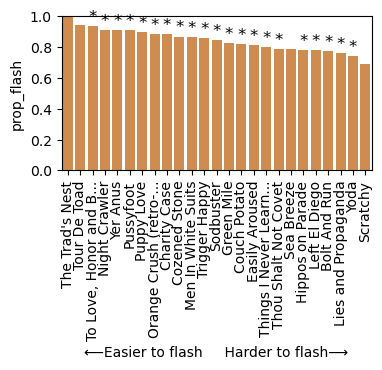 1.0
0.8
0.6
0.4
0.2
0.0
prop_flash
* * * * * * * * * * * * * * * * * * * * *
The Trad's Nest
Tour De Toad
To Love, Honor and B...
Night Crawler
Yer Anus
Pussyfoot
Puppy Love
Orange Crush (retro-...
Charity Case
Cozened Stone
Men In White Suits
Trigger Happy
Sodbuster
Green Mile
Couch Potato
Easily Aroused
Things I Never Learn...
Thou Shalt Not Covet
Sea Breeze
Hippos on Parade
Left El Diego
Bolt And Run
Lies and Propaganda
Yoda
Scratchy
⟵Easier to flash Harder to flash⟶